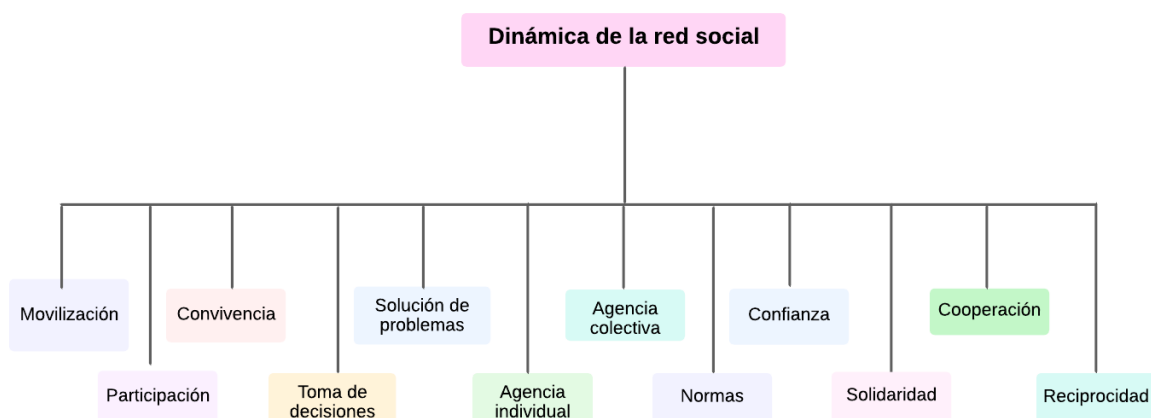 Dinámica de la red social
Movilización
Convivencia
Solución de
problemas
Agencia
colectiva
Confianza
Cooperación
Participación
Toma de
decisiones
Agencia
individual
Normas
Solidaridad
Reciprocidad